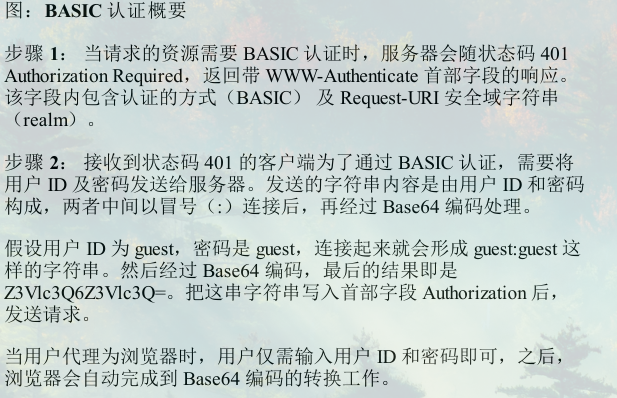 图：BASIC 认证概要
步骤 1： 当请求的资源需要 BASIC 认证时，服务器会随状态码 401
Authorization Required，返回带 WWW-Authenticate 首部字段的响应。
该字段内包含认证的方式（BASIC） 及 Request-URI 安全域字符串
（realm）。
步骤 2： 接收到状态码 401 的客户端为了通过 BASIC 认证，需要将
用户 ID 及密码发送给服务器。发送的字符串内容是由用户 ID 和密码
构成，两者中间以冒号（:）连接后，再经过 Base64 编码处理。
假设用户 ID 为 guest，密码是 guest，连接起来就会形成 guest:guest 这
样的字符串。然后经过 Base64 编码，最后的结果即是
Z3Vlc3Q6Z3Vlc3Q=。把这串字符串写入首部字段 Authorization 后，
发送请求。
当用户代理为浏览器时，用户仅需输入用户 ID 和密码即可，之后，
浏览器会自动完成到 Base64 编码的转换工作。